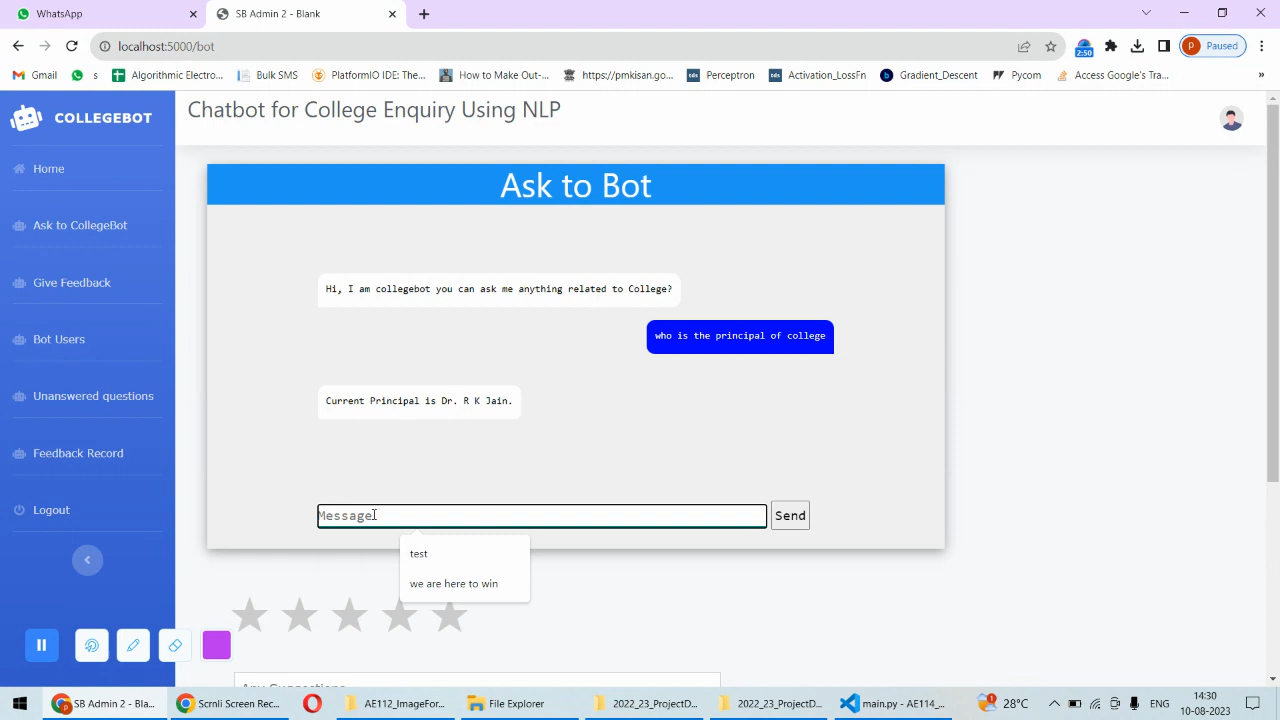 WhatsApp
SB Admin 2 - Blank
localhost:5000/bot
2:50
P Paused
Gmail
s
Algorithmic Electro...
Bulk SMS
PlatformIO IDE: The...
How to Make Out-...
https://pmkisan.go...
tds Perceptron
tds Activation_LossFn
b Gradient_Descent
Pycom
Access Google's Tra...
»
COLLEGEBOT
Chatbot for College Enquiry Using NLP
Home
Ask to CollegeBot
Give Feedback
Bot Users
Unanswered questions
Feedback Record
Logout
Ask to Bot
Hi, I am collegebot you can ask me anything related to College?
who is the principal of college
Current Principal is Dr. R K Jain.
Message
Send
test
we are here to win
SB Admin 2 - Bla...
Scrnli Screen Rec...
AE112_ImageFor...
File Explorer
2022_23_ProjectD...
2022_23_ProjectD...
main.py - AE114_...
1
28°C
14:30
10-08-2023